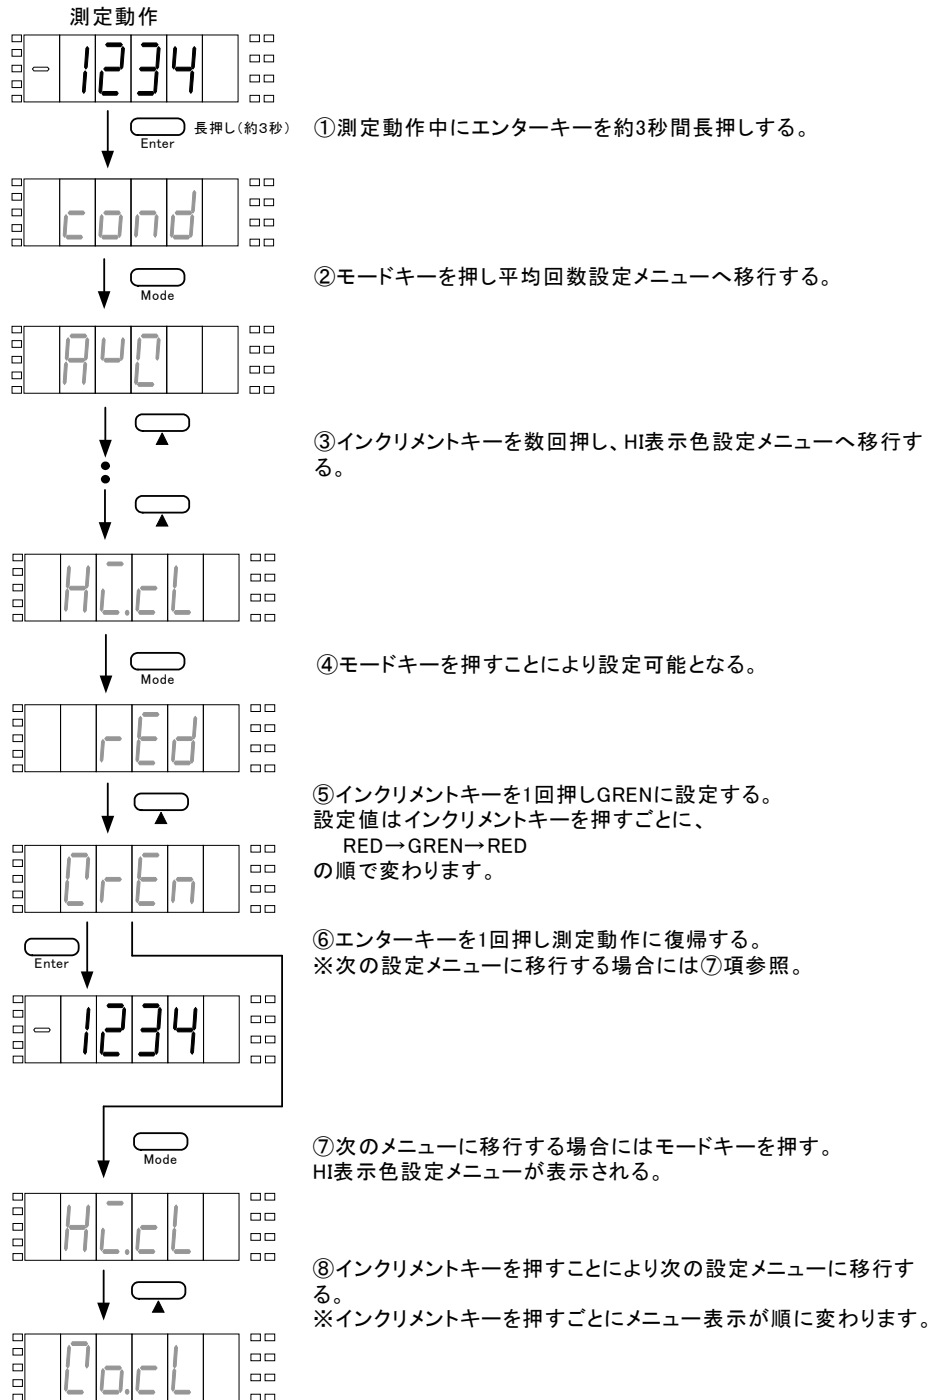 測定動作
- 1234
長押し(約3秒)
Enter
①測定動作中にエンターキーを約3秒間長押しする。
cond
Mode
②モードキーを押し平均回数設定メニューへ移行する。
AVG
▲
③インクリメントキーを数回押し、HI表示色設定メニューへ移行す
る。
▲
HI.cL
Mode
④モードキーを押すことにより設定可能となる。
rEd
▲
⑤インクリメントキーを1回押しGRENに設定する。
設定値はインクリメントキーを押すごとに、
RED→GREN→RED
の順で変わります。
GrEn
Enter
⑥エンターキーを1回押し測定動作に復帰する。
※次の設定メニューに移行する場合には⑦項参照。
- 1234
Mode
⑦次のメニューに移行する場合にはモードキーを押す。
HI表示色設定メニューが表示される。
HI.cL
▲
⑧インクリメントキーを押すことにより次の設定メニューに移行す
る。
※インクリメントキーを押すごとにメニュー表示が順に変わります。
Go.cL